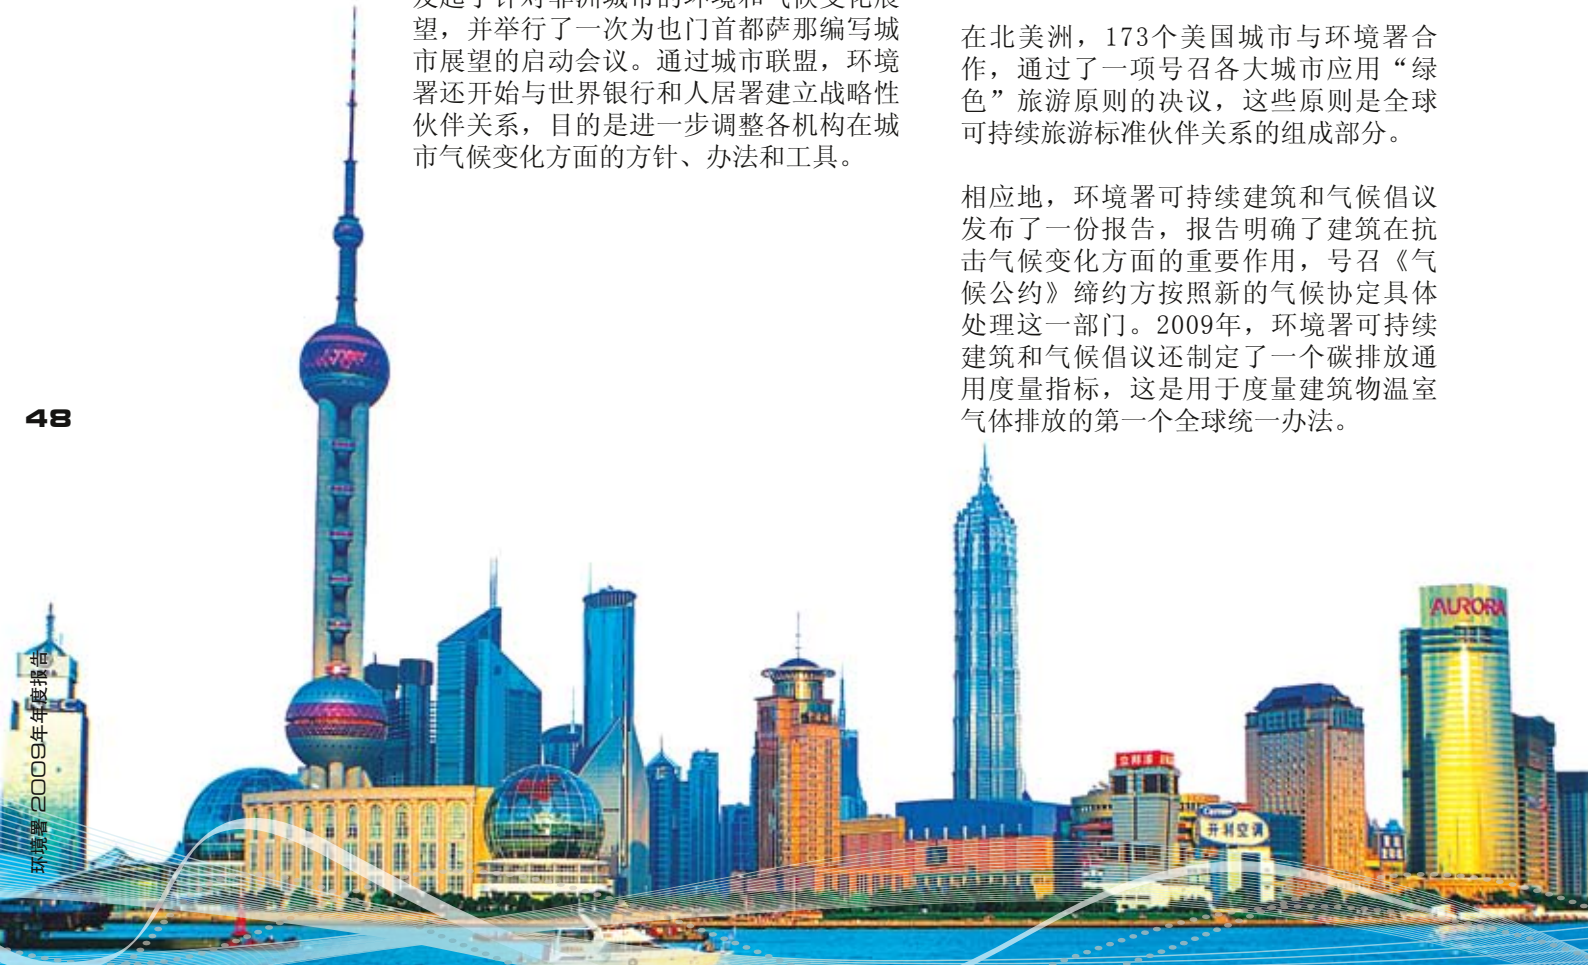 望，并举行了一次为也门首都萨那编写城
市展望的启动会议。通过城市联盟，环境
署还开始与世界银行和人居署建立战略性
伙伴关系，目的是进一步调整各机构在城
市气候变化方面的方针、办法和工具。
在北美洲，173个美国城市与环境署合
作，通过了一项号召各大城市应用“绿
色”旅游原则的决议，这些原则是全球
可持续旅游标准伙伴关系的组成部分。
相应地，环境署可持续建筑和气候倡议
发布了一份报告，报告明确了建筑在抗
击气候变化方面的重要作用，号召《气
候公约》缔约方按照新的气候协定具体
处理这一部门。2009年，环境署可持续
建筑和气候倡议还制定了一个碳排放通
用度量指标，这是用于度量建筑物温室
气体排放的第一个全球统一办法。
48
环境署 2009年年度报告
AURORA
立邦漆
Carrier
开利空调